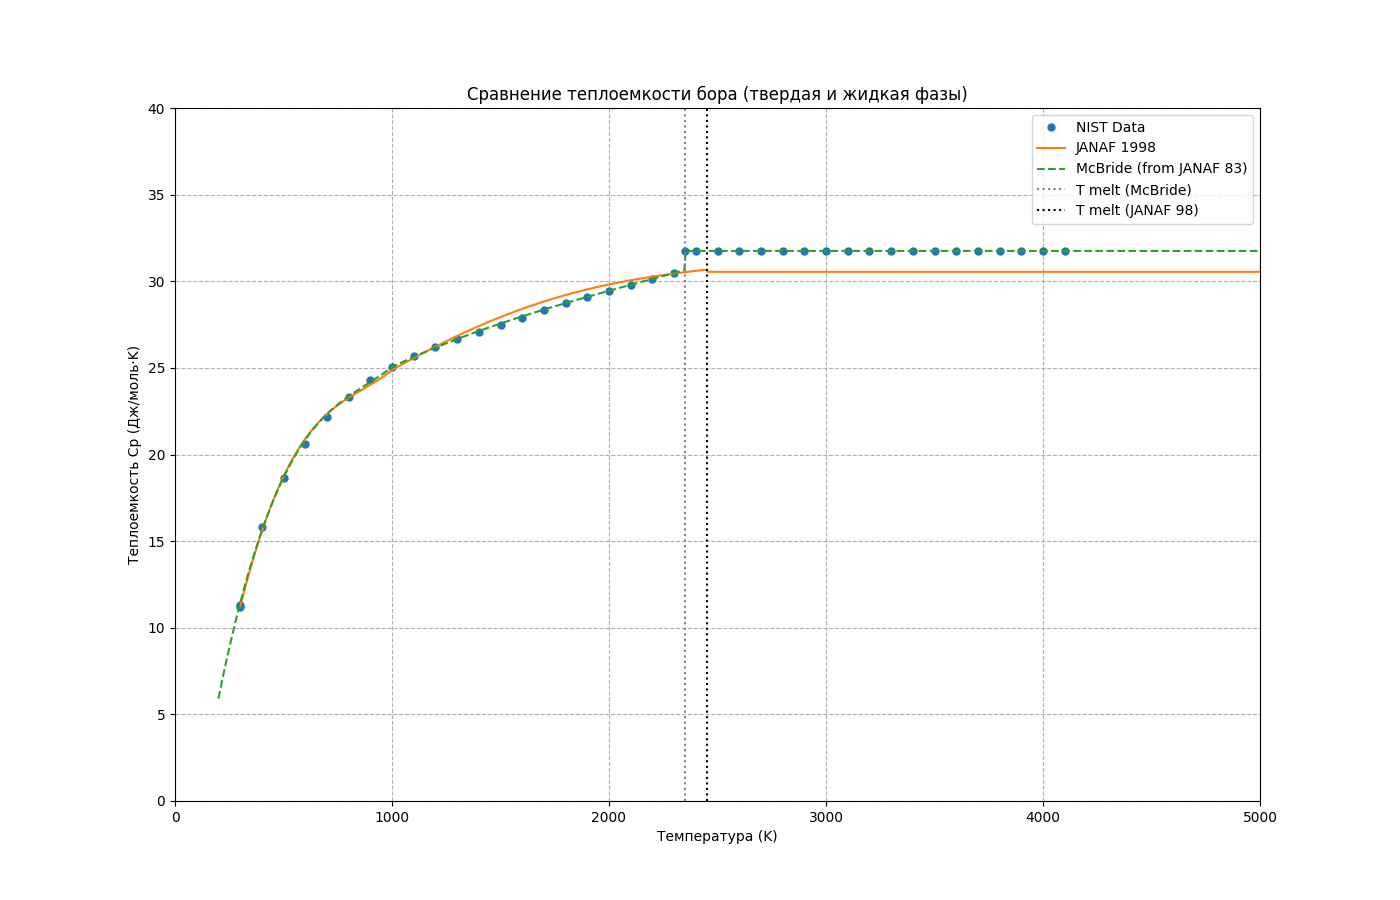 Сравнение теплоемкости бора (твердая и жидкая фазы)
40
35
30
25
20
15
10
5
0
Теплоемкость Cp (Дж/моль·K)
NIST Data
JANAF 1998
McBride (from JANAF 83)
T melt (McBride)
T melt (JANAF 98)
0 1000 2000 3000 4000 5000
Температура (K)